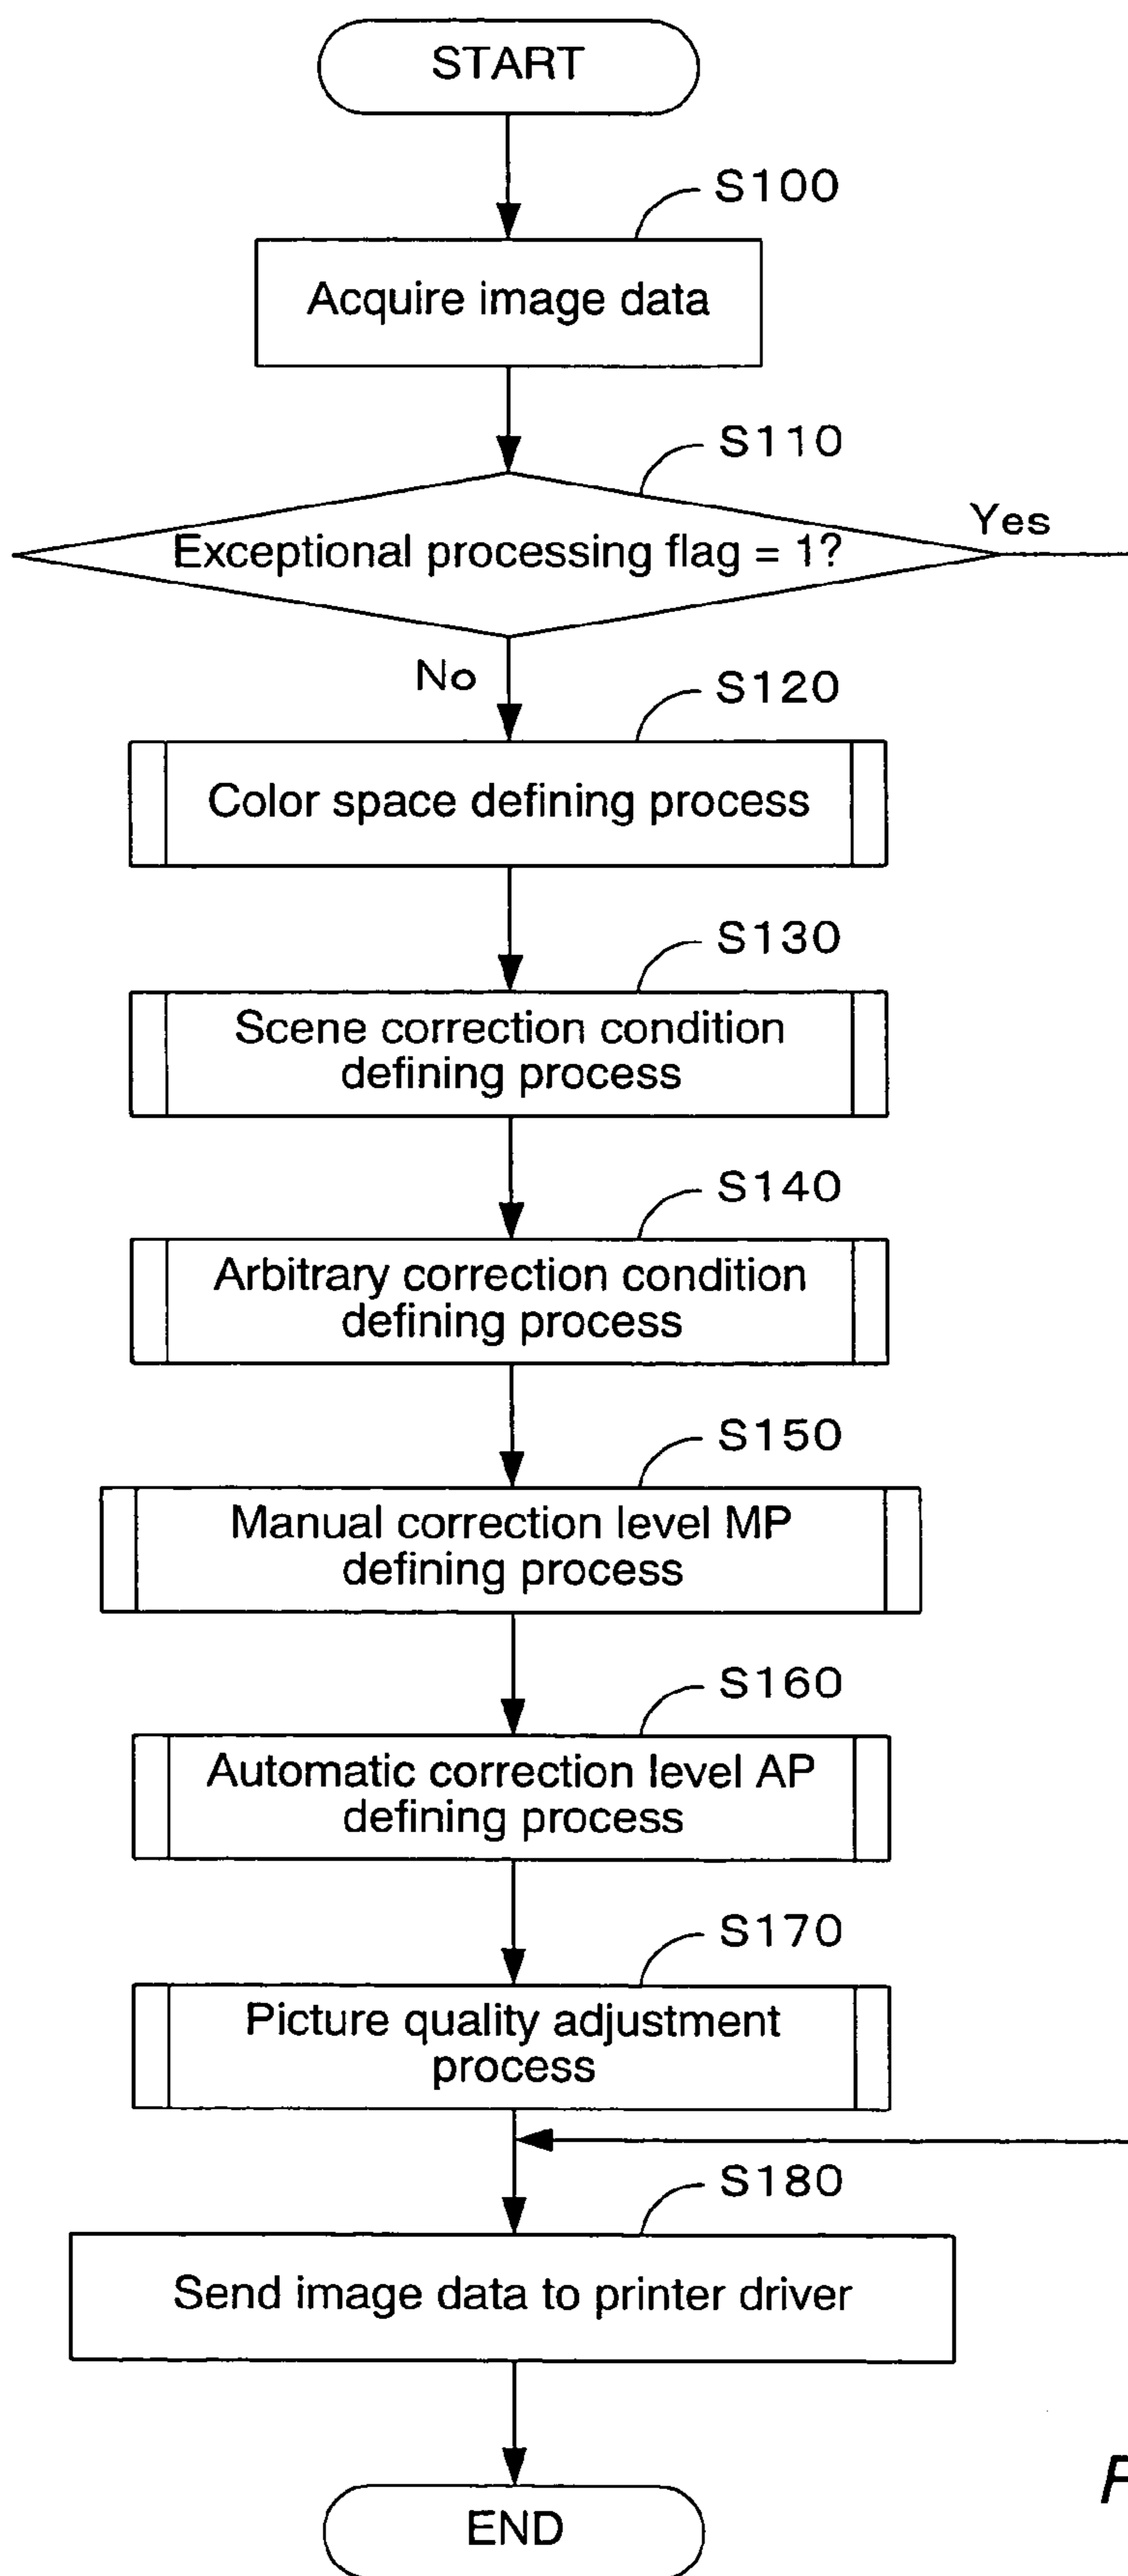 START
S100
Acquire image data
S110
Exceptional processing flag = 1?
Yes
No
S120
Color space defining process
S130
Scene correction condition
defining process
S140
Arbitrary correction condition
defining process
S150
Manual correction level MP
defining process
S160
Automatic correction level AP
defining process
S170
Picture quality adjustment
process
S180
Send image data to printer driver
END